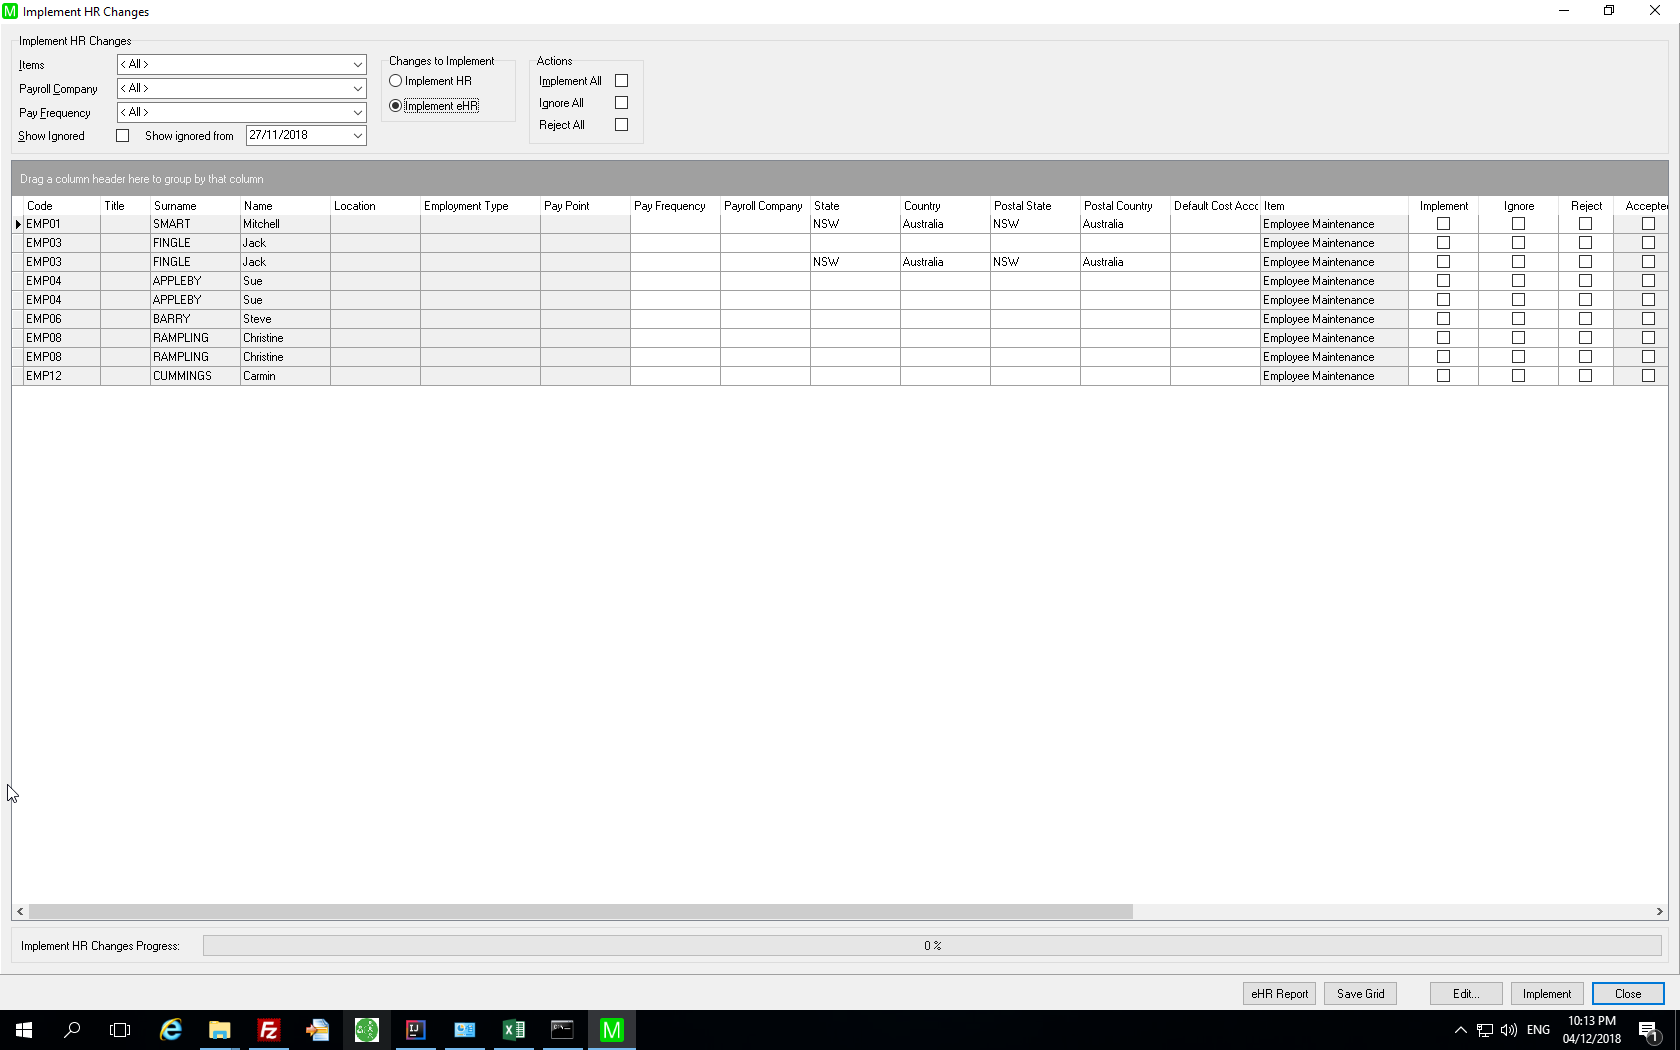 Implement HR Changes
Implement HR Changes
Items < All >
Payroll Company < All >
Pay Frequency < All >
Show Ignored Show ignored from 27/11/2018
Changes to Implement
Implement HR
Implement eHR
Actions
Implement All
Ignore All
Reject All
Drag a column header here to group by that column
Code Title Surname Name Location Employment Type Pay Point Pay Frequency Payroll Company State Country Postal State Postal Country Default Cost Acco Item Implement Ignore Reject Accepte
EMP01 SMART Mitchell NSW Australia NSW Australia Employee Maintenance
EMP03 FINGLE Jack Employee Maintenance
EMP03 FINGLE Jack NSW Australia NSW Australia Employee Maintenance
EMP04 APPLEBY Sue Employee Maintenance
EMP04 APPLEBY Sue Employee Maintenance
EMP06 BARRY Steve Employee Maintenance
EMP08 RAMPLING Christine Employee Maintenance
EMP08 RAMPLING Christine Employee Maintenance
EMP12 CUMMINGS Carmin Employee Maintenance
Implement HR Changes Progress: 0 %
eHR Report Save Grid Edit... Implement Close
ENG 10:13 PM
04/12/2018 1